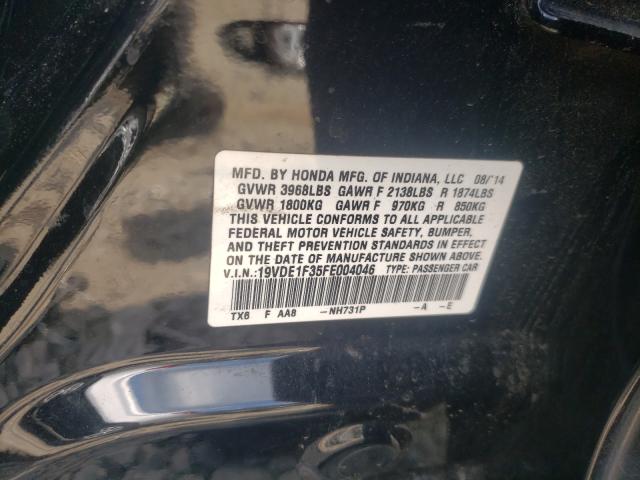 MFD. BY HONDA MFG. OF INDIANA, LLC 08/'14
GVWR 3968LBS GAWR F 2138LBS R 1874LBS
GVWR 1800KG GAWR F 970KG R 850KG
THIS VEHICLE CONFORMS TO ALL APPLICABLE
FEDERAL MOTOR VEHICLE SAFETY, BUMPER,
AND THEFT PREVENTION STANDARDS IN EFFECT
ON THE DATE OF MANUFACTURE SHOWN ABOVE.
V.I.N.:19VDE1F35FE004046 TYPE: PASSENGER CAR
TX6 F AA8 -NH731P -A -E